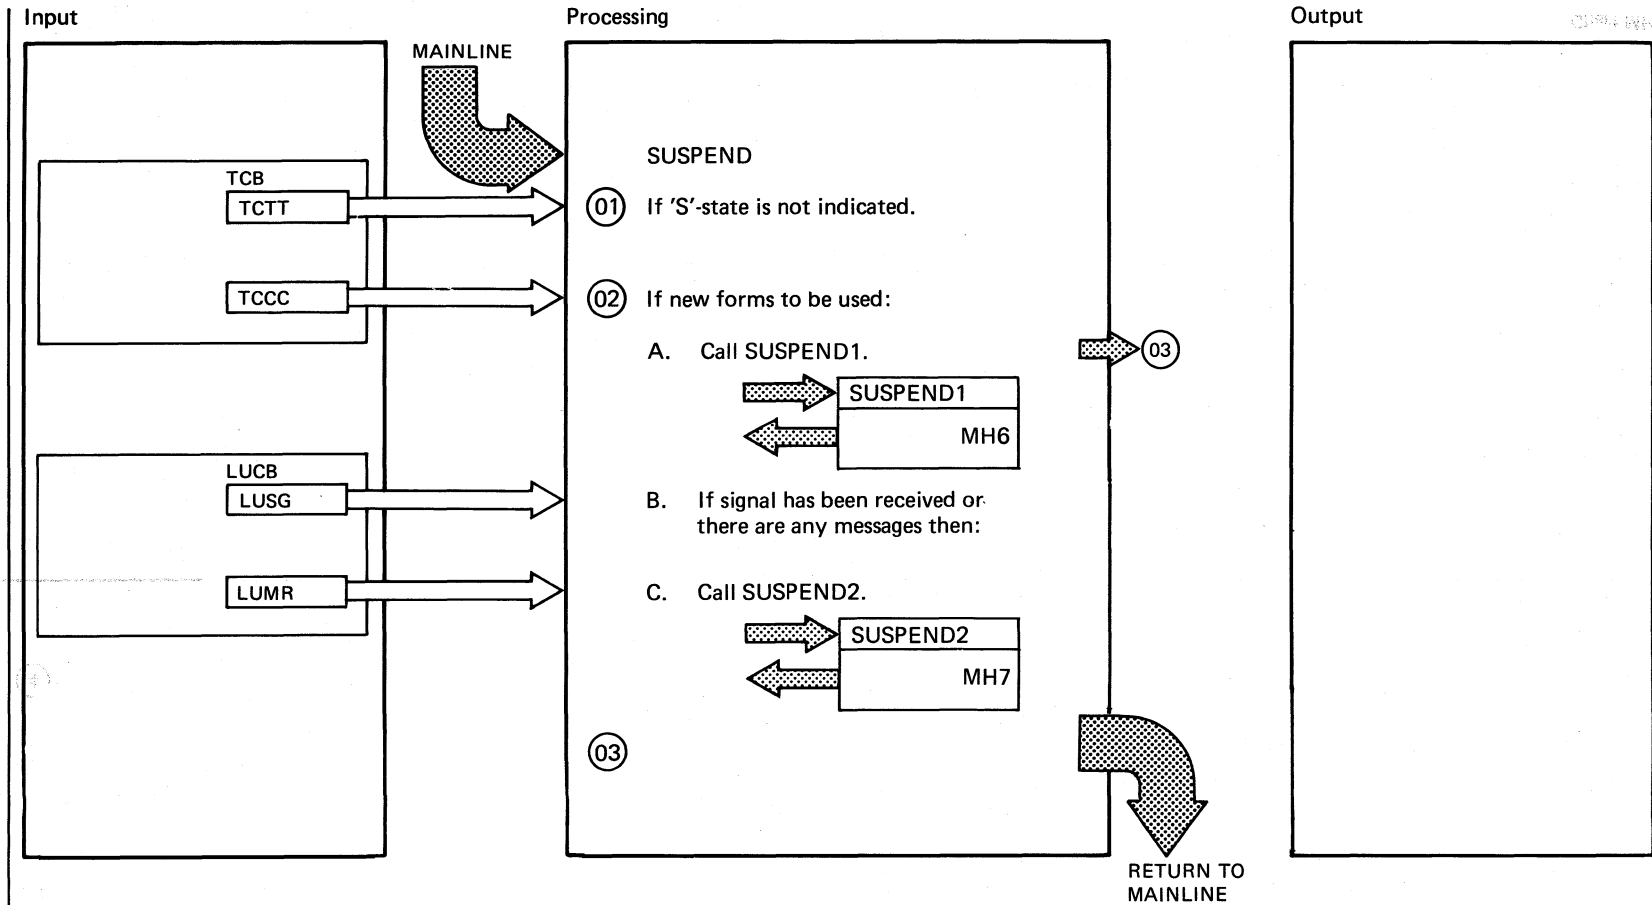 Input
Processing
Output
MAINLINE
SUSPEND
TCB
TCTT
01 If 'S'-state is not indicated.
TCCC
02 If new forms to be used:
A. Call SUSPEND1.
03
SUSPEND1
MH6
LUCB
LUSG
B. If signal has been received or
there are any messages then:
LUMR
C. Call SUSPEND2.
SUSPEND2
MH7
03
RETURN TO
MAINLINE